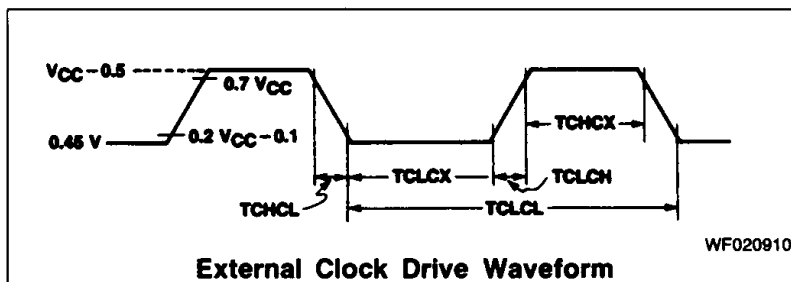 VCC – 0.5
0.7 VCC
0.45 V
0.2 VCC – 0.1
TCHCX
TCLCX
TCLCH
TCHCL
TCLCL
WF020910
External Clock Drive Waveform